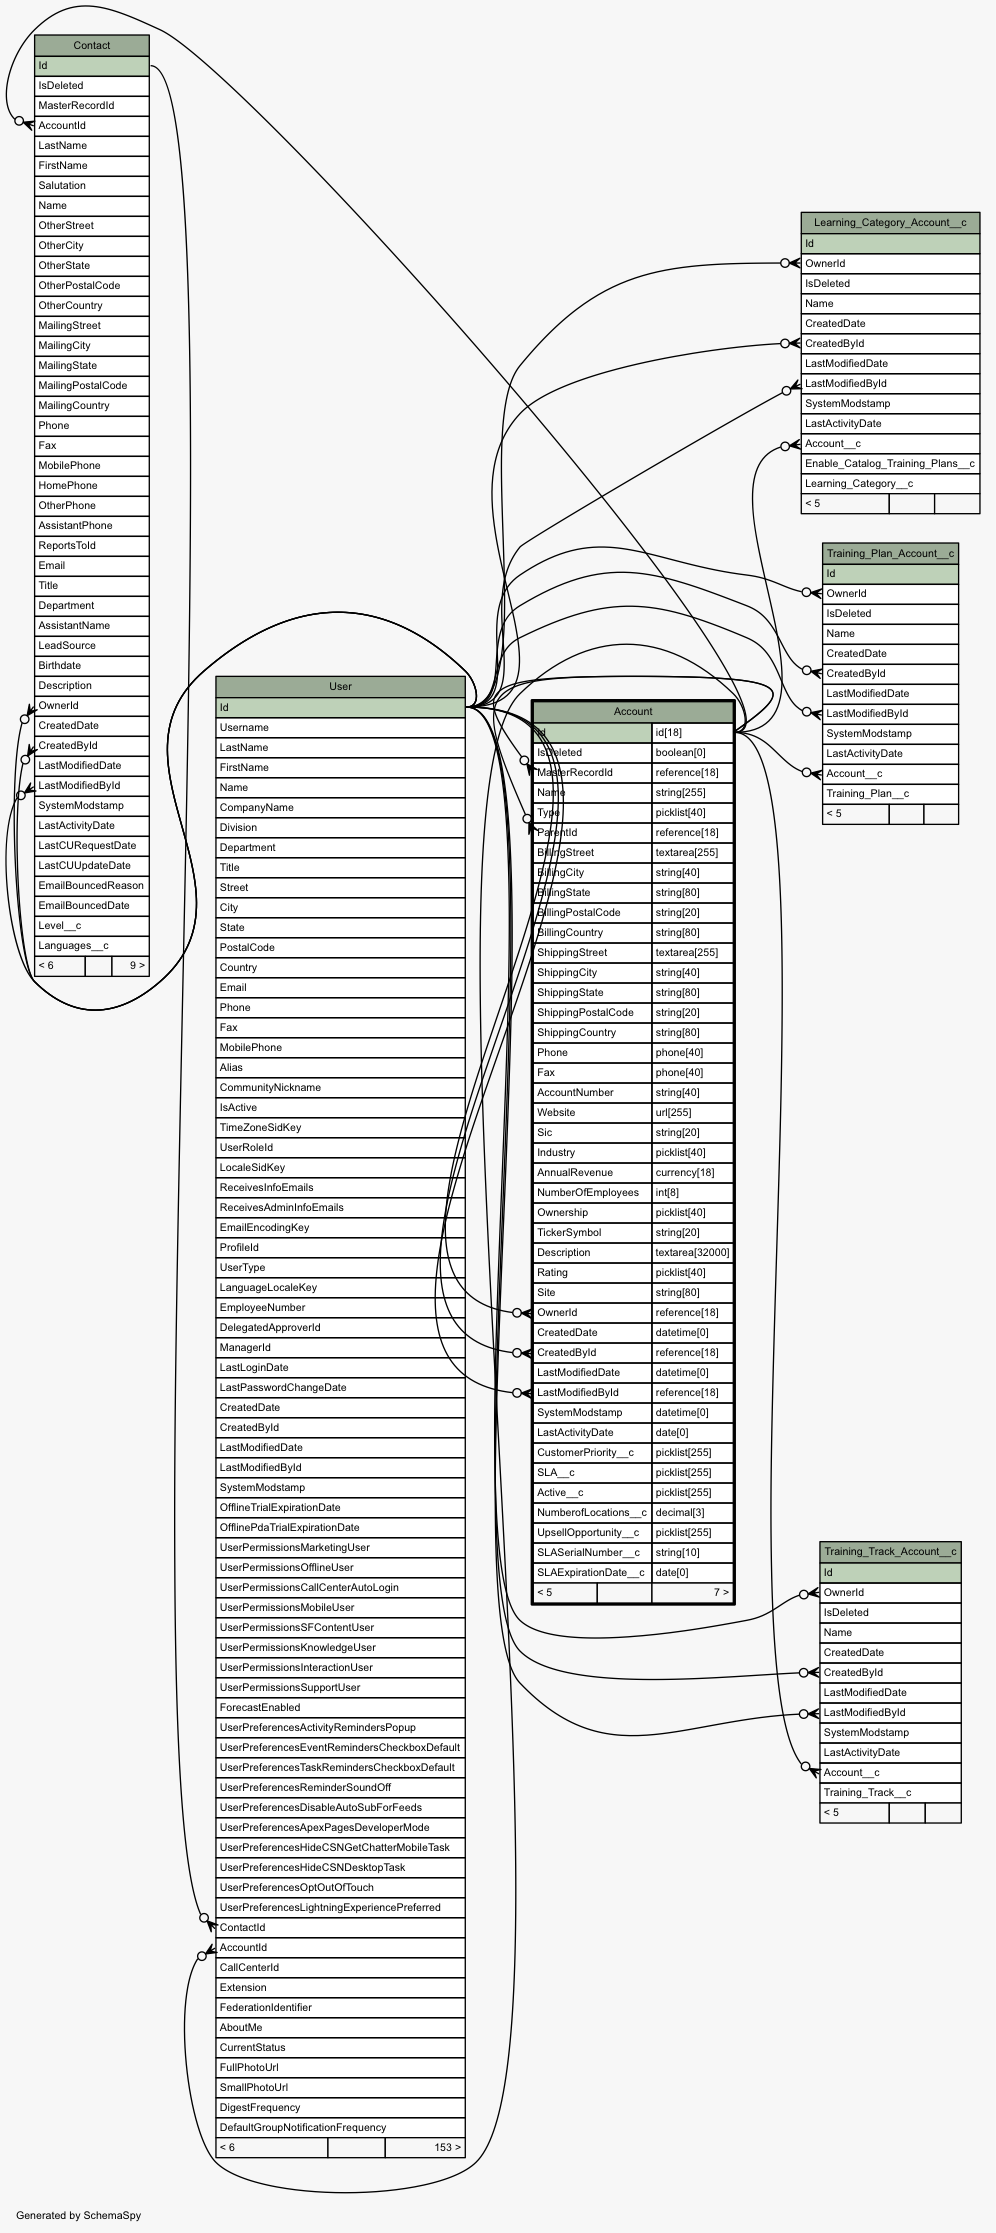 Contact
Id
IsDeleted
MasterRecordId
AccountId
LastName
FirstName
Salutation
Name
OtherStreet
OtherCity
OtherState
OtherPostalCode
OtherCountry
MailingStreet
MailingCity
MailingState
MailingPostalCode
MailingCountry
Phone
Fax
MobilePhone
HomePhone
OtherPhone
AssistantPhone
ReportsToId
Email
Title
Department
AssistantName
LeadSource
Birthdate
Description
OwnerId
CreatedDate
CreatedById
LastModifiedDate
LastModifiedById
SystemModstamp
LastActivityDate
LastCURequestDate
LastCUUpdateDate
EmailBouncedReason
EmailBouncedDate
Level__c
Languages__c
< 6 9 >
User
Id
Username
LastName
FirstName
Name
CompanyName
Division
Department
Title
Street
City
State
PostalCode
Country
Email
Phone
Fax
MobilePhone
Alias
CommunityNickname
IsActive
TimeZoneSidKey
UserRoleId
LocaleSidKey
ReceivesInfoEmails
ReceivesAdminInfoEmails
EmailEncodingKey
ProfileId
UserType
LanguageLocaleKey
EmployeeNumber
DelegatedApproverId
ManagerId
LastLoginDate
LastPasswordChangeDate
CreatedDate
CreatedById
LastModifiedDate
LastModifiedById
SystemModstamp
OfflineTrialExpirationDate
OfflinePdaTrialExpirationDate
UserPermissionsMarketingUser
UserPermissionsOfflineUser
UserPermissionsCallCenterAutoLogin
UserPermissionsMobileUser
UserPermissionsSFContentUser
UserPermissionsKnowledgeUser
UserPermissionsInteractionUser
UserPermissionsSupportUser
ForecastEnabled
UserPreferencesActivityRemindersPopup
UserPreferencesEventRemindersCheckboxDefault
UserPreferencesTaskRemindersCheckboxDefault
UserPreferencesReminderSoundOff
UserPreferencesDisableAutoSubForFeeds
UserPreferencesApexPagesDeveloperMode
UserPreferencesHideCSNGetChatterMobileTask
UserPreferencesHideCSNDesktopTask
UserPreferencesOptOutOfTouch
UserPreferencesLightningExperiencePreferred
ContactId
AccountId
CallCenterId
Extension
FederationIdentifier
AboutMe
CurrentStatus
FullPhotoUrl
SmallPhotoUrl
DigestFrequency
DefaultGroupNotificationFrequency
< 6 153 >
Account
Id id[18]
IsDeleted boolean[0]
MasterRecordId reference[18]
Name string[255]
Type picklist[40]
ParentId reference[18]
BillingStreet textarea[255]
BillingCity string[40]
BillingState string[80]
BillingPostalCode string[20]
BillingCountry string[80]
ShippingStreet textarea[255]
ShippingCity string[40]
ShippingState string[80]
ShippingPostalCode string[20]
ShippingCountry string[80]
Phone phone[40]
Fax phone[40]
AccountNumber string[40]
Website url[255]
Sic string[20]
Industry picklist[40]
AnnualRevenue currency[18]
NumberOfEmployees int[8]
Ownership picklist[40]
TickerSymbol string[20]
Description textarea[32000]
Rating picklist[40]
Site string[80]
OwnerId reference[18]
CreatedDate datetime[0]
CreatedById reference[18]
LastModifiedDate datetime[0]
LastModifiedById reference[18]
SystemModstamp datetime[0]
LastActivityDate date[0]
CustomerPriority__c picklist[255]
SLA__c picklist[255]
Active__c picklist[255]
NumberofLocations__c decimal[3]
UpsellOpportunity__c picklist[255]
SLASerialNumber__c string[10]
SLAExpirationDate__c date[0]
< 5 7 >
Learning_Category_Account__c
Id
OwnerId
IsDeleted
Name
CreatedDate
CreatedById
LastModifiedDate
LastModifiedById
SystemModstamp
LastActivityDate
Account__c
Enable_Catalog_Training_Plans__c
Learning_Category__c
< 5
Training_Plan_Account__c
Id
OwnerId
IsDeleted
Name
CreatedDate
CreatedById
LastModifiedDate
LastModifiedById
SystemModstamp
LastActivityDate
Account__c
Training_Plan__c
< 5
Training_Track_Account__c
Id
OwnerId
IsDeleted
Name
CreatedDate
CreatedById
LastModifiedDate
LastModifiedById
SystemModstamp
LastActivityDate
Account__c
Training_Track__c
< 5
Generated by SchemaSpy